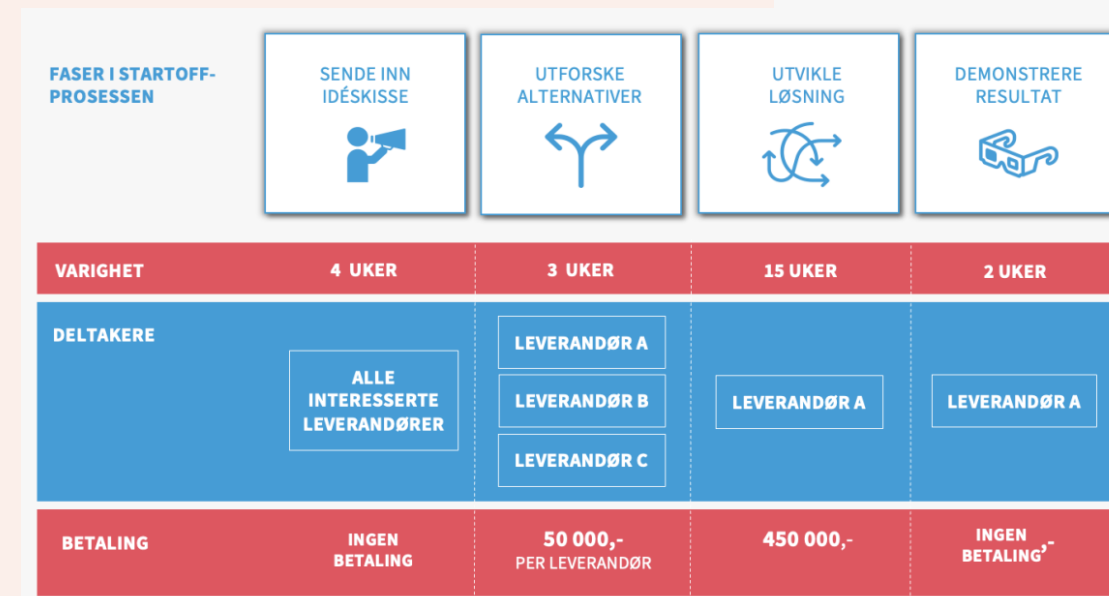 FASER I STARTOFF-
PROSESSEN
SENDE INN
IDÉSKISSE
UTFORSKE
ALTERNATIVER
UTVIKLE
LØSNING
DEMONSTRERE
RESULTAT
VARIGHET
4 UKER
3 UKER
15 UKER
2 UKER
DELTAKERE
ALLE
INTERESSERTE
LEVERANDØRER
LEVERANDØR A
LEVERANDØR B
LEVERANDØR C
LEVERANDØR A
LEVERANDØR A
BETALING
INGEN
BETALING
50 000,-
PER LEVERANDØR
450 000,-
INGEN
BETALING,-